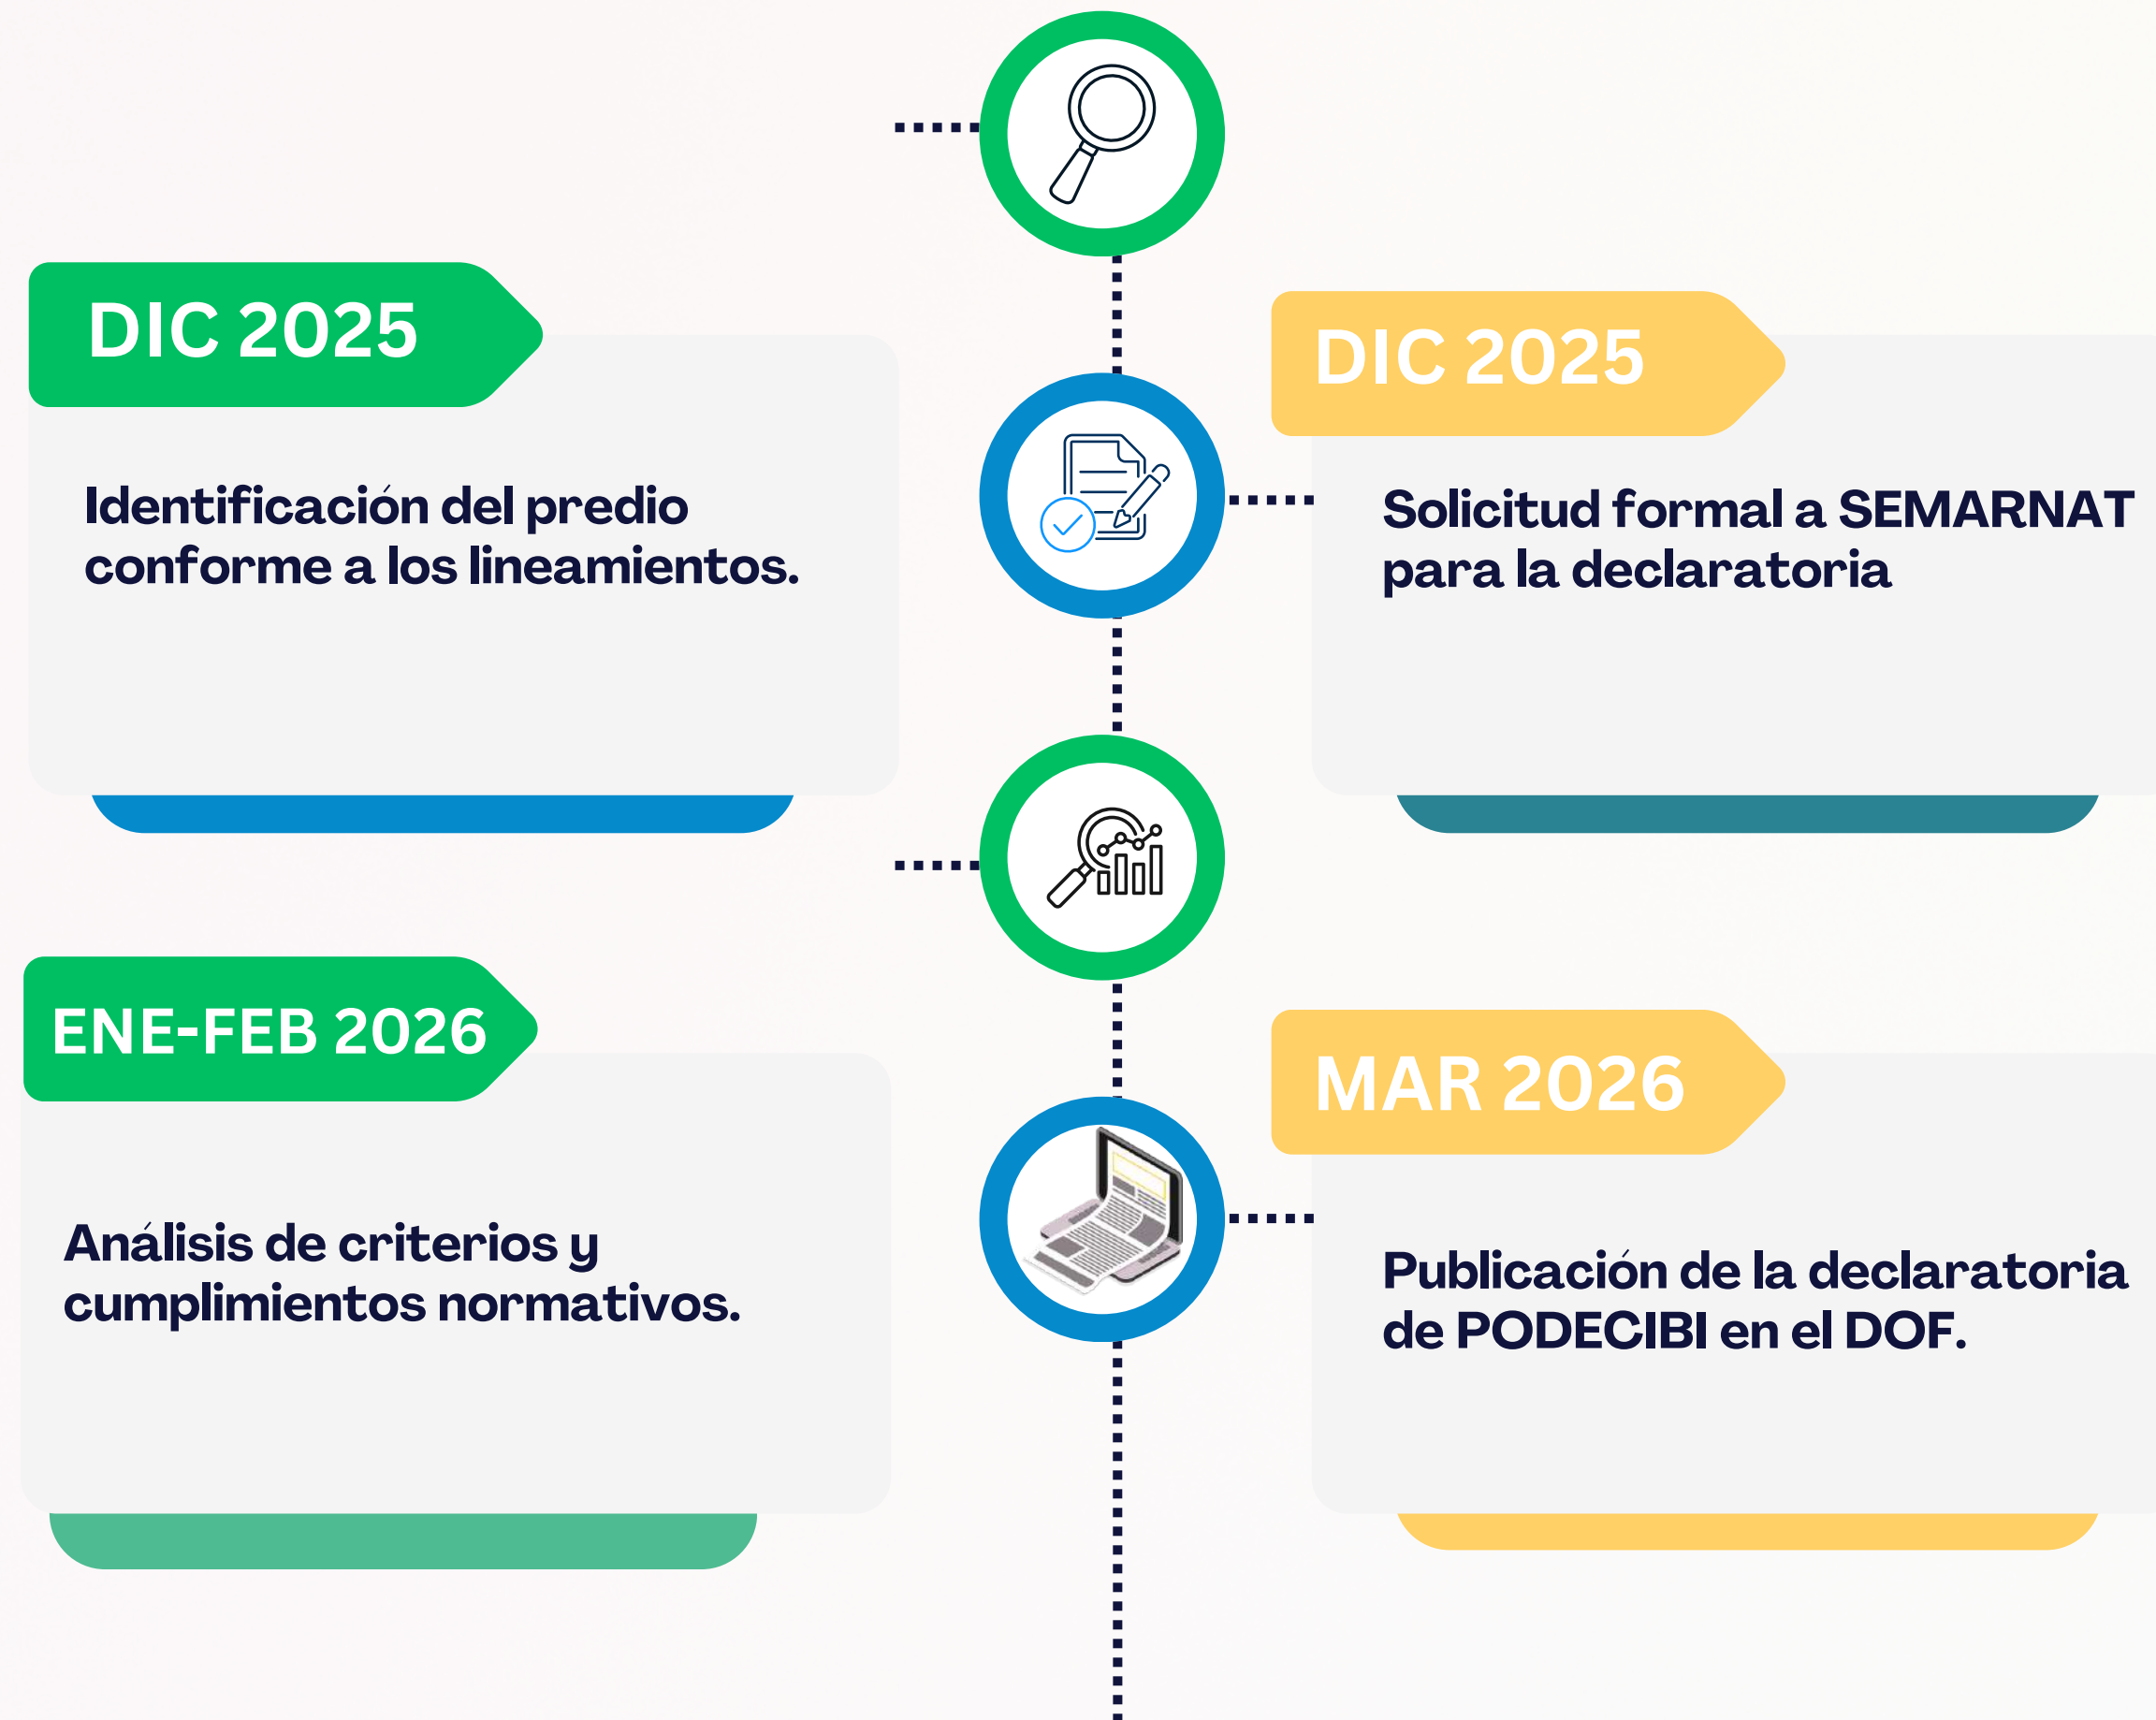 DIC 2025
Identificación del predio
conforme a los lineamientos.
DIC 2025
Solicitud formal a SEMARNAT
para la declaratoria
ENE-FEB 2026
Análisis de criterios y
cumplimientos normativos.
MAR 2026
Publicación de la declaratoria
de PODECIBI en el DOF.